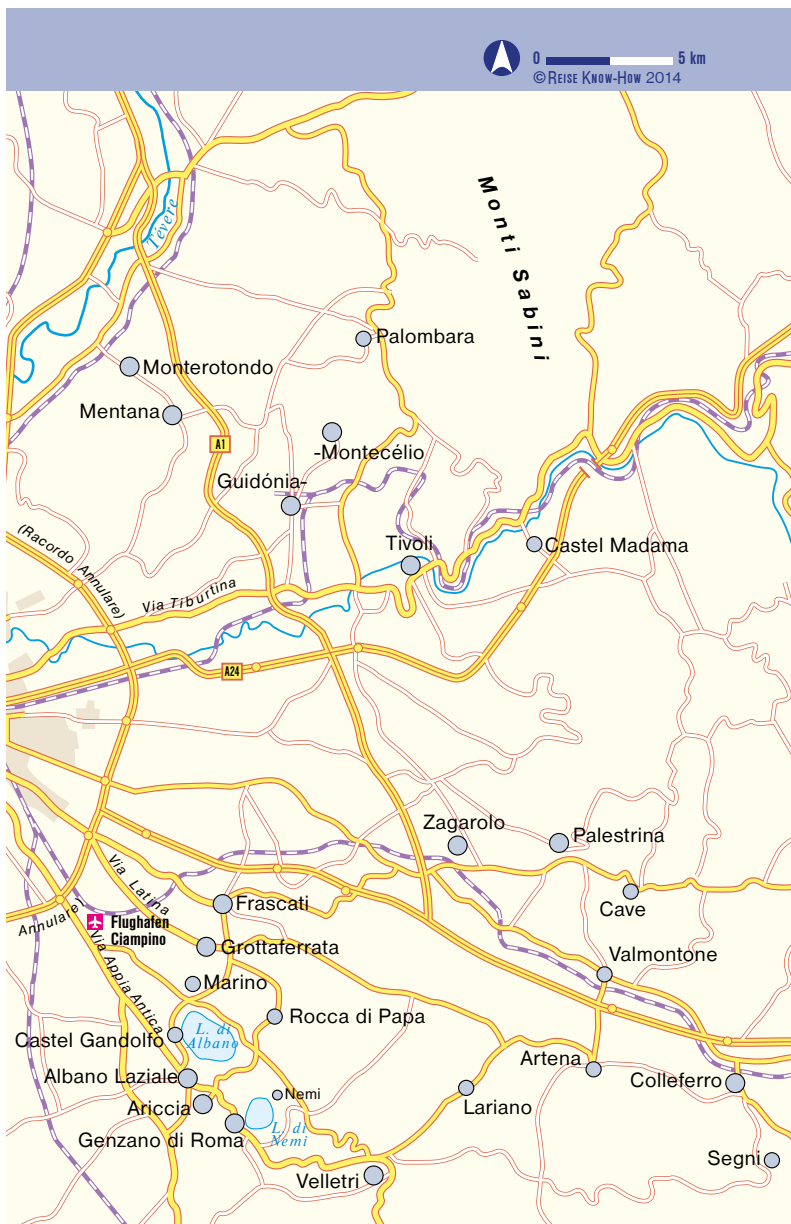 0 5 km
© REISE KNOW-HOW 2014
Monti Sabini
Tévere
Palombara
Monterotondo
Mentana
A1
-Montecélio
Guidónia-
(Racordo Annulare)
Tivoli
Castel Madama
Via Tiburtina
A24
Zagarolo
Palestrina
Via Latina
Cave
Frascati
Annulare)
Flughafen
Ciampino
Grottaferrata
Valmontone
Via Appia Antica
Marino
Rocca di Papa
Castel Gandolfo
L. di
Albano
Artena
Albano Laziale
Colleferro
Nemi
Lariano
Ariccia
L. di
Nemi
Genzano di Roma
Segni
Velletri